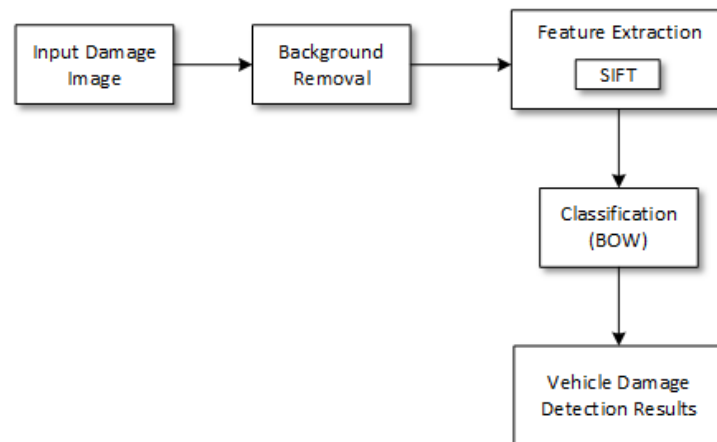 Input Damage
Image
Background
Removal
Feature Extraction
SIFT
Classification
(BOW)
Vehicle Damage
Detection Results